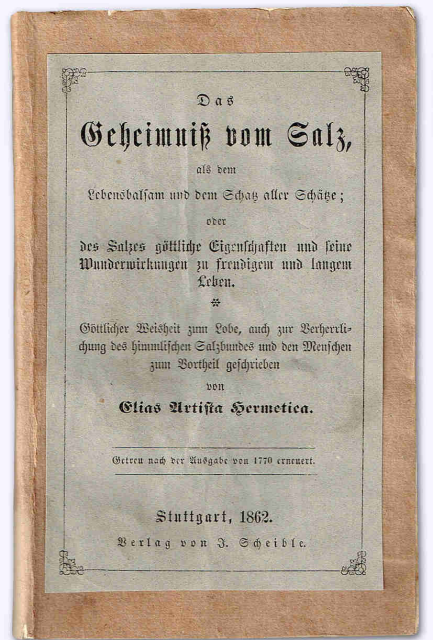 Das
Geheimniß vom Salz,
als dem
Lebensbalsam und dem Schatz aller Schätze;
oder
des Salzes göttliche Eigenschaften und seine
Wunderwirkungen zu freudigem und langem
Leben.
*
Göttlicher Weisheit zum Lobe, auch zur Verherrli-
chung des himmlischen Salzbundes und den Menschen
zum Vortheil geschrieben
von
Elias Artista Hermetica.
Getreu nach der Ausgabe von 1770 erneuert.
Stuttgart, 1862.
Verlag von J. Scheible.